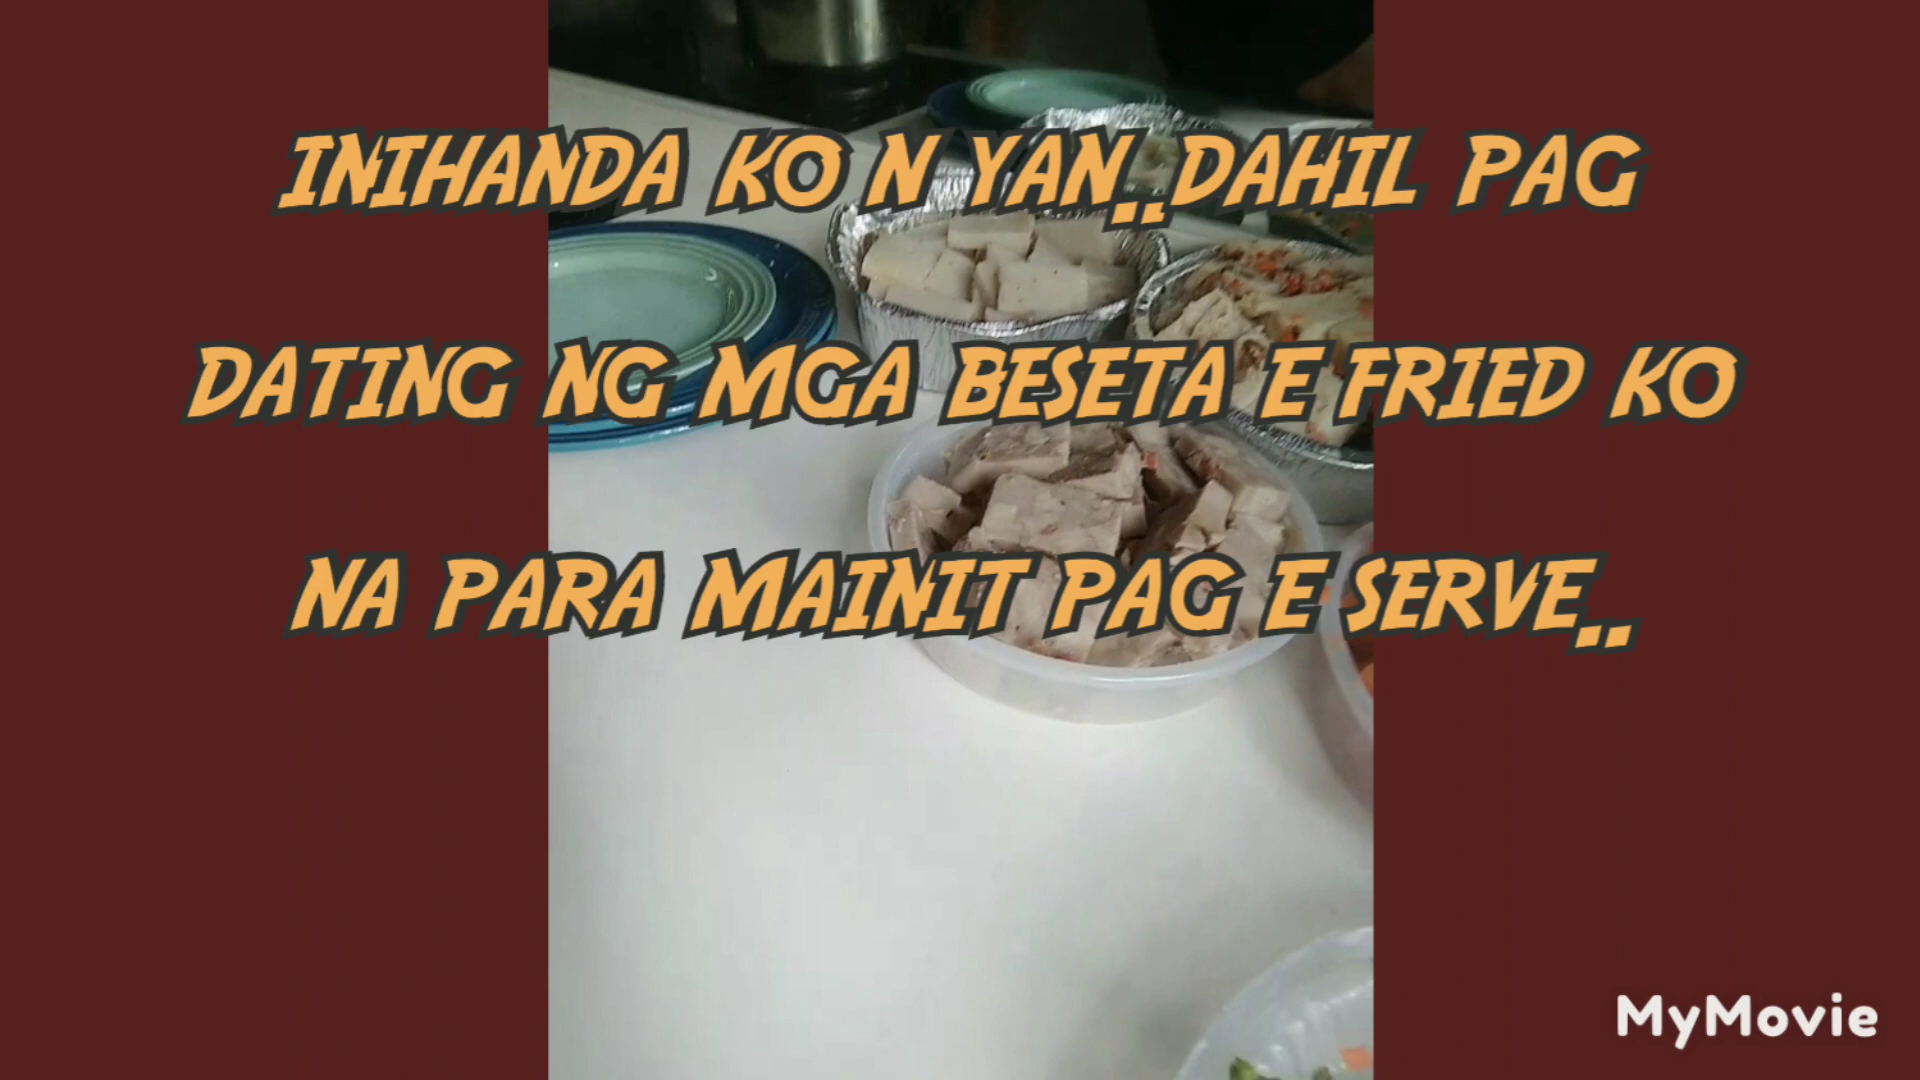 INIHANDA KO N YAN..DAHIL PAG
DATING NG MGA BESETA E FRIED KO
NA PARA MAINIT PAG E SERVE..
MyMovie